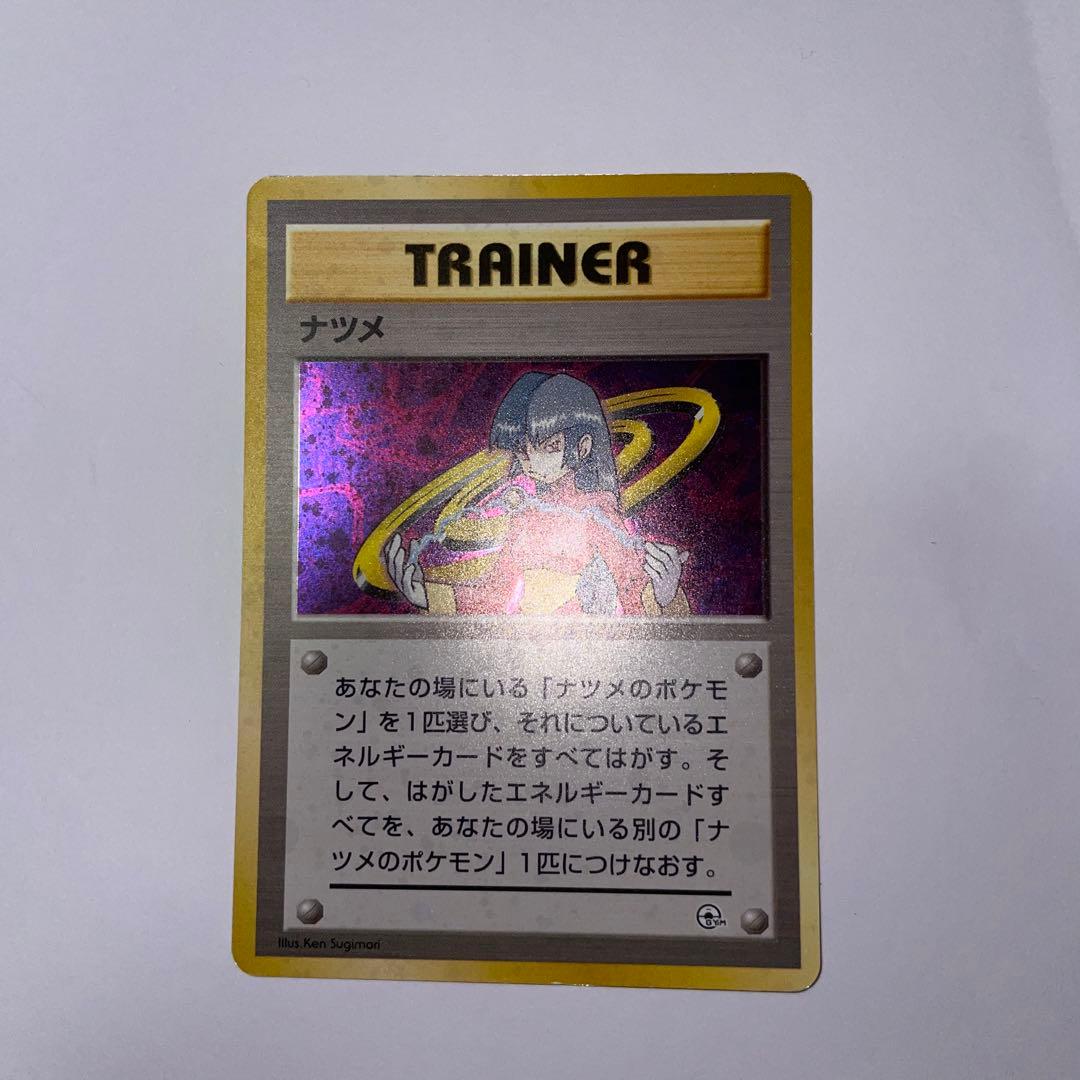 TRAINER
ナツメ
あなたの場にいる「ナツメのポケモ
ン」を1匹選び、それについているエ
ネルギーカードをすべてはがす。そ
して、はがしたエネルギーカードす
べてを、あなたの場にいる別の「ナ
ツメのポケモン」1匹につけなおす。
GYM
Illus.Ken Sugimori